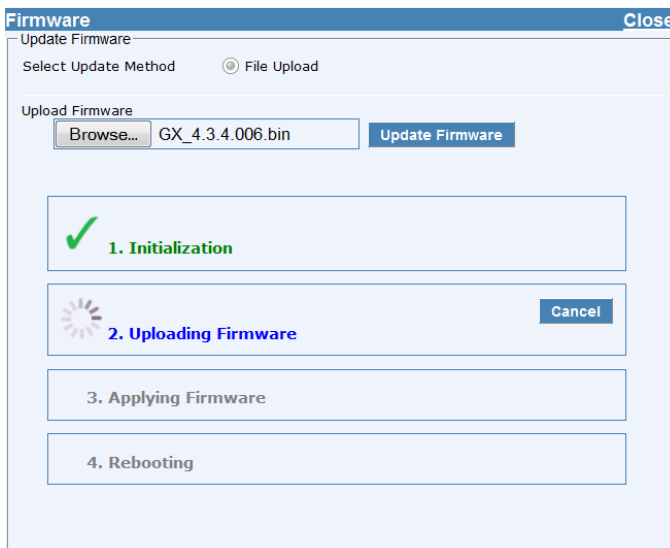 Firmware Close
Update Firmware
Select Update Method File Upload
Upload Firmware
Browse... GX_4.3.4.006.bin Update Firmware
1. Initialization
Cancel
2. Uploading Firmware
3. Applying Firmware
4. Rebooting